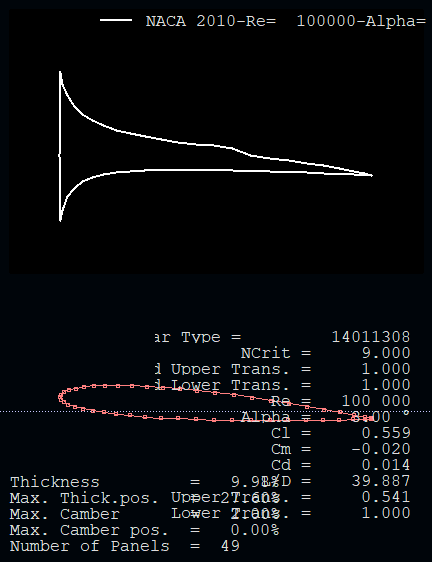 NACA 2010-Re=  100000-Alpha=
ar Type =  14011308
NCrit =  9.000
d Upper Trans. =  1.000
d Lower Trans. =  1.000
Re =  100 000
Alpha =
Cl =  0.559
Cm =  -0.020
Cd =  0.014
L/D =  39.887
Upper Trans. =  0.541
Lower Trans. =  1.000
Thickness  =  9.98%
Max. Thick.pos.  =  27.60%
Max. Camber  =  2.00%
Max. Camber pos.  =  0.00%
Number of Panels  =  49